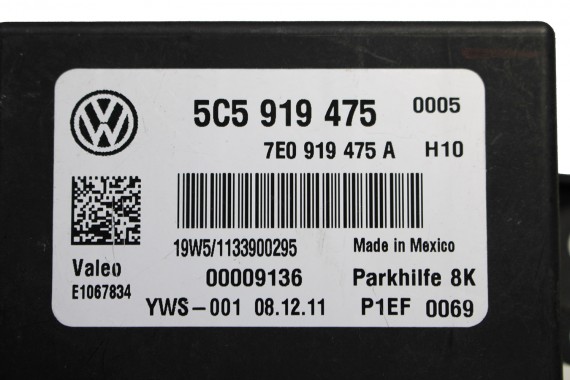 5C5 919 475 0005
7E0 919 475 A H10
19W5/1133900295 Made in Mexico
Valeo 00009136 Parkhilfe 8K
E1067834
YWS-001 08.12.11 P1EF 0069